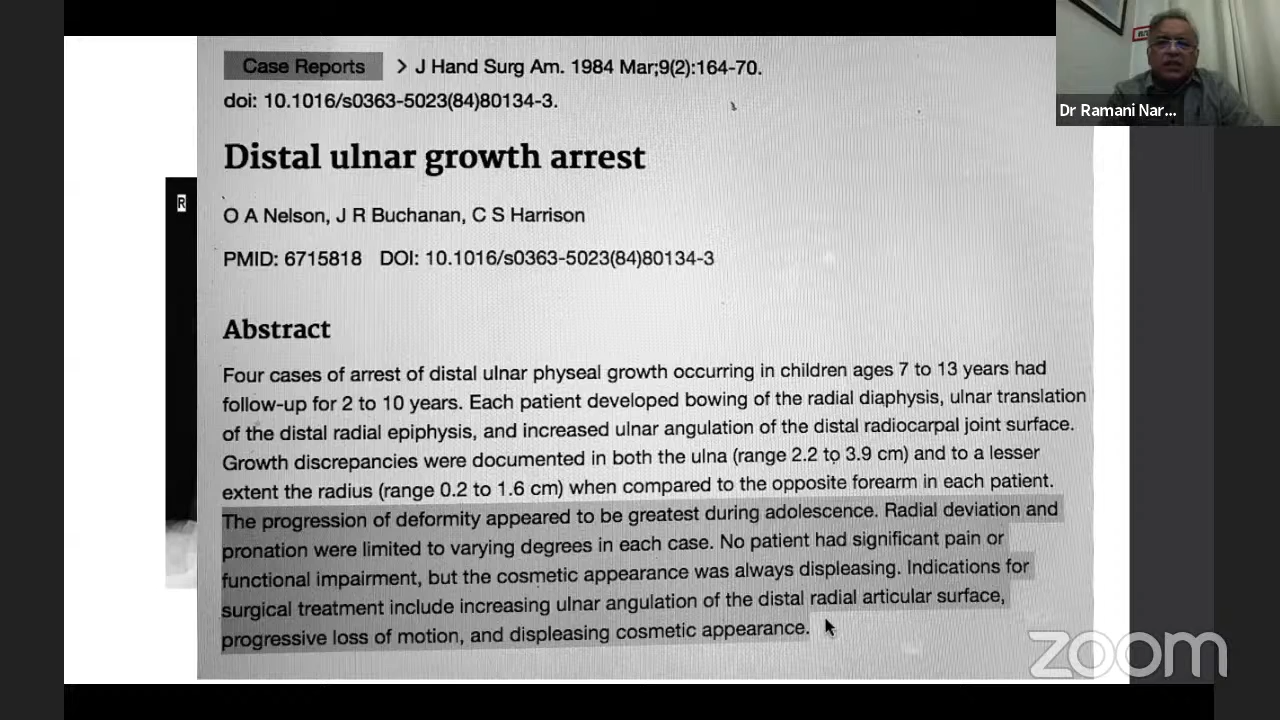 Case Reports > J Hand Surg Am. 1984 Mar;9(2):164-70.
doi: 10.1016/s0363-5023(84)80134-3.
Distal ulnar growth arrest
O A Nelson, J R Buchanan, C S Harrison
PMID: 6715818 DOI: 10.1016/s0363-5023(84)80134-3
Abstract
Four cases of arrest of distal ulnar physeal growth occurring in children ages 7 to 13 years had
follow-up for 2 to 10 years. Each patient developed bowing of the radial diaphysis, ulnar translation
of the distal radial epiphysis, and increased ulnar angulation of the distal radiocarpal joint surface.
Growth discrepancies were documented in both the ulna (range 2.2 to 3.9 cm) and to a lesser
extent the radius (range 0.2 to 1.6 cm) when compared to the opposite forearm in each patient.
The progression of deformity appeared to be greatest during adolescence. Radial deviation and
pronation were limited to varying degrees in each case. No patient had significant pain or
functional impairment, but the cosmetic appearance was always displeasing. Indications for
surgical treatment include increasing ulnar angulation of the distal radial articular surface,
progressive loss of motion, and displeasing cosmetic appearance.
R
Dr Ramani Nar...
zoom